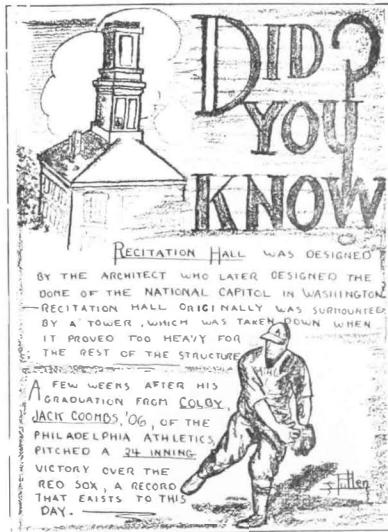 DID
YOU
KNOW?
RECITATION HALL WAS DESIGNED
BY THE ARCHITECT WHO LATER DESIGNED THE
DOME OF THE NATIONAL CAPITOL IN WASHINGTON
RECITATION HALL ORIGINALLY WAS SURMOUNTED
BY A TOWER, WHICH WAS TAKEN DOWN WHEN
IT PROVED TOO HEAVY FOR
THE REST OF THE STRUCTURE
A FEW WEEKS AFTER HIS
GRADUATION FROM COLBY,
JACK COOMBS, '06, OF THE
PHILADELPHIA ATHLETICS,
PITCHED A 24 INNING
VICTORY OVER THE
RED SOX, A RECORD
THAT EXISTS TO THIS
DAY.
A